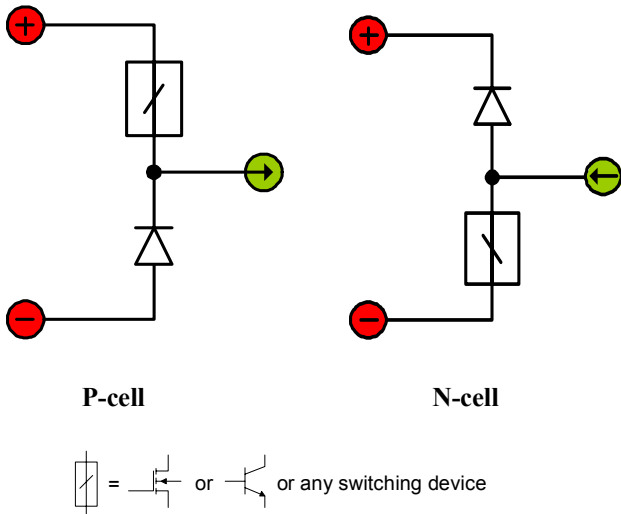 P-cell
N-cell
= or or any switching device